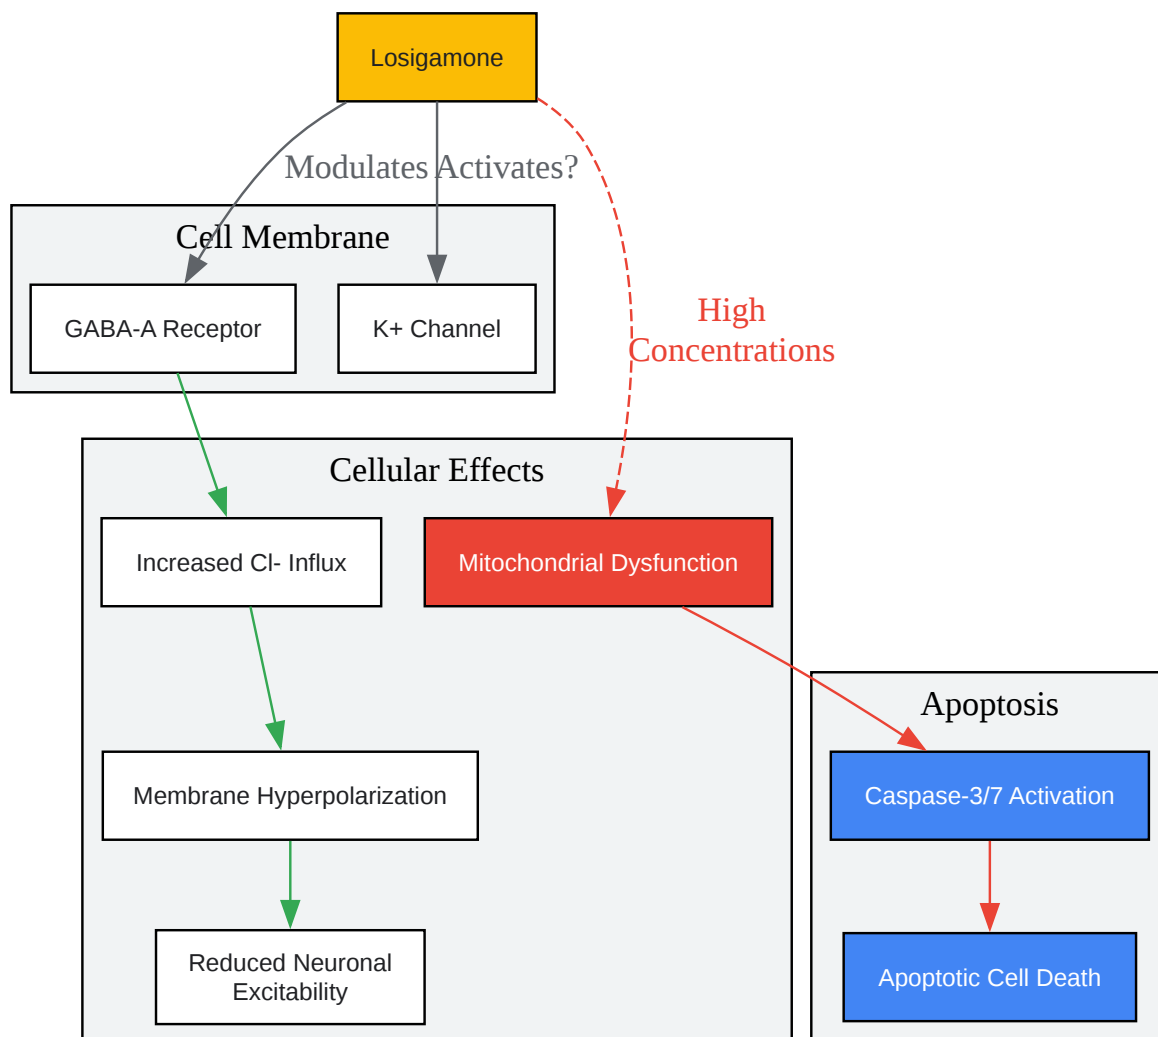 Losigamone
Modulates
Activates?
Cell Membrane
GABA-A Receptor
K+ Channel
High
Concentrations
Cellular Effects
Increased Cl- Influx
Mitochondrial Dysfunction
Apoptosis
Membrane Hyperpolarization
Caspase-3/7 Activation
Reduced Neuronal
Excitability
Apoptotic Cell Death